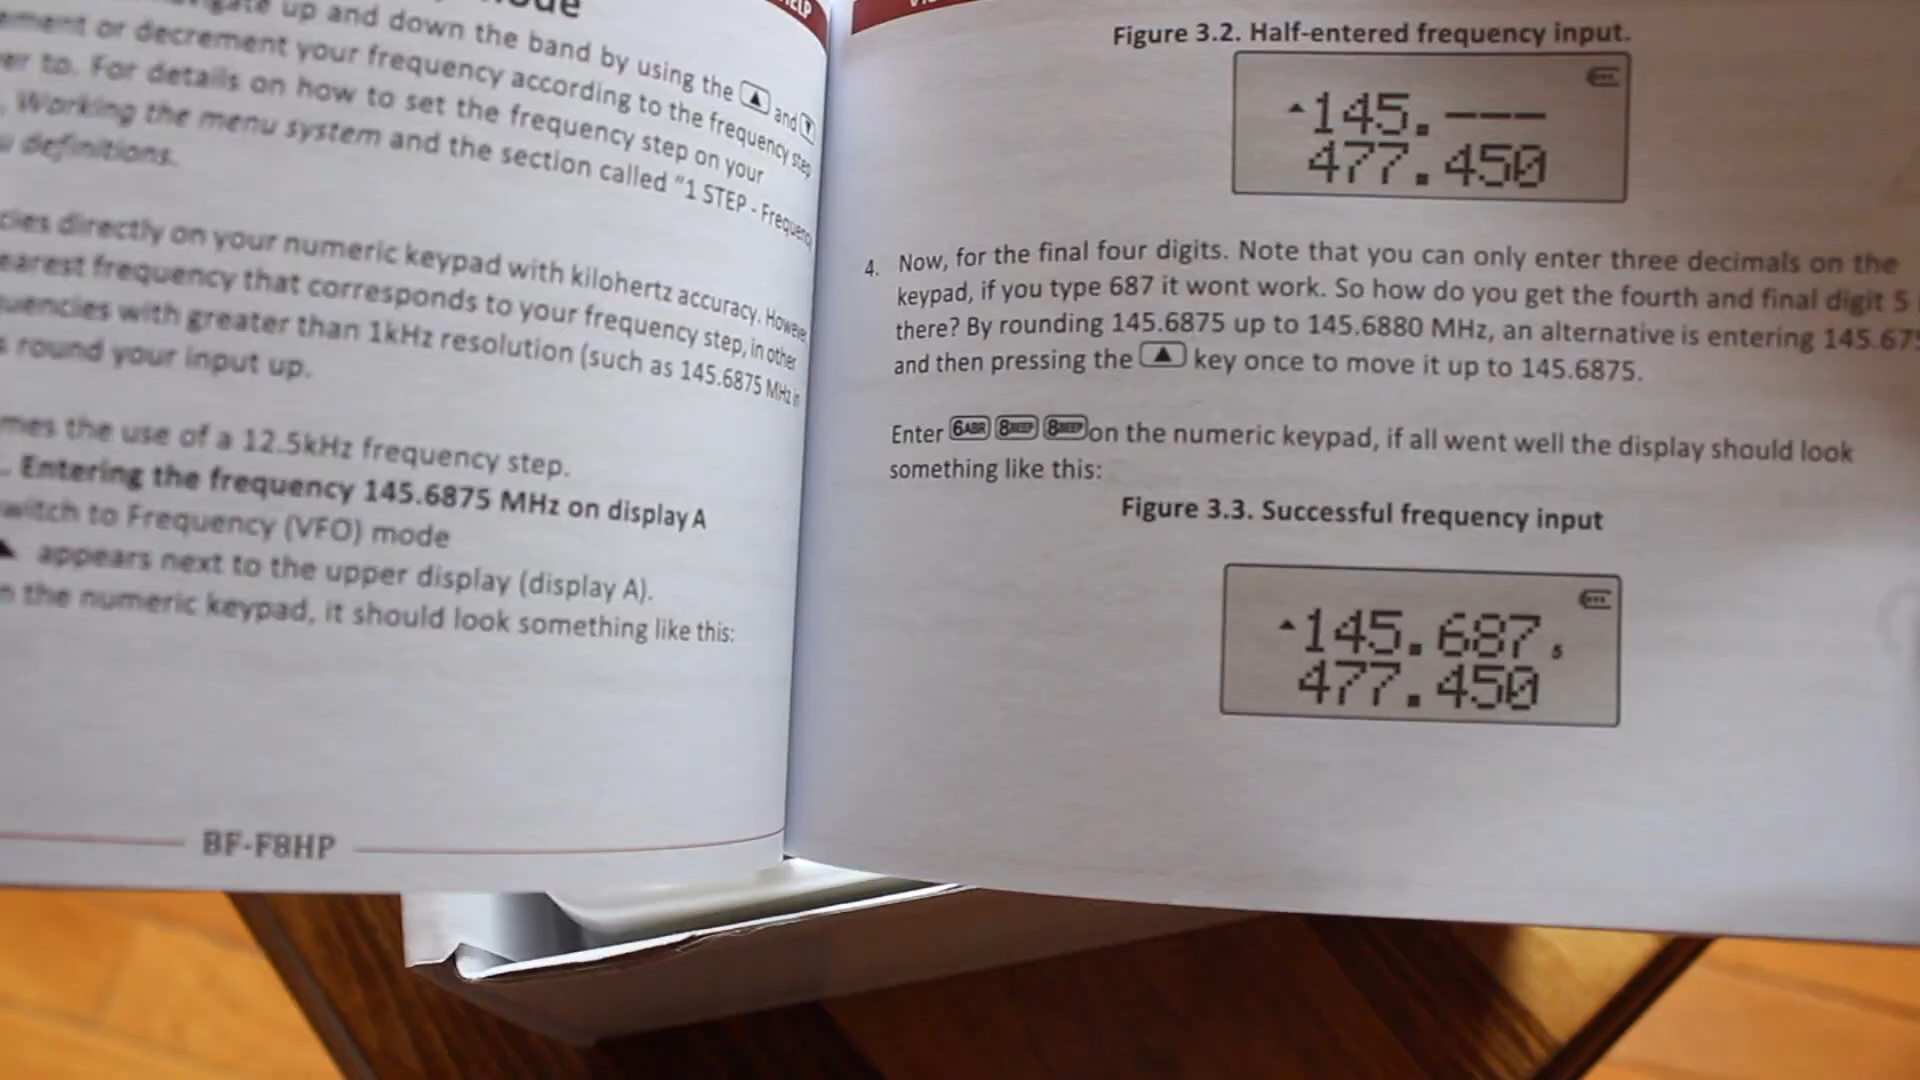 up and down the band by using the ▲ and ▼
or decrement your frequency according to the frequency step
to. For details on how to set the frequency step on your
. Working the menu system and the section called "1 STEP - Frequency
definitions.
directly on your numeric keypad with kilohertz accuracy. However
frequency that corresponds to your frequency step, in other
with greater than 1kHz resolution (such as 145.6875 MHz
round your input up.
the use of a 12.5kHz frequency step.
. Entering the frequency 145.6875 MHz on display A
to Frequency (VFO) mode
▲ appears next to the upper display (display A).
the numeric keypad, it should look something like this:
BF-F8HP
Figure 3.2. Half-entered frequency input.
▲145.---
477.450
4. Now, for the final four digits. Note that you can only enter three decimals on the
keypad, if you type 687 it wont work. So how do you get the fourth and final digit 5
there? By rounding 145.6875 up to 145.6880 MHz, an alternative is entering 145.675
and then pressing the ▲ key once to move it up to 145.6875.
Enter 6ABR 8BEEP 8BEEP on the numeric keypad, if all went well the display should look
something like this:
Figure 3.3. Successful frequency input
▲145.687.5
477.450